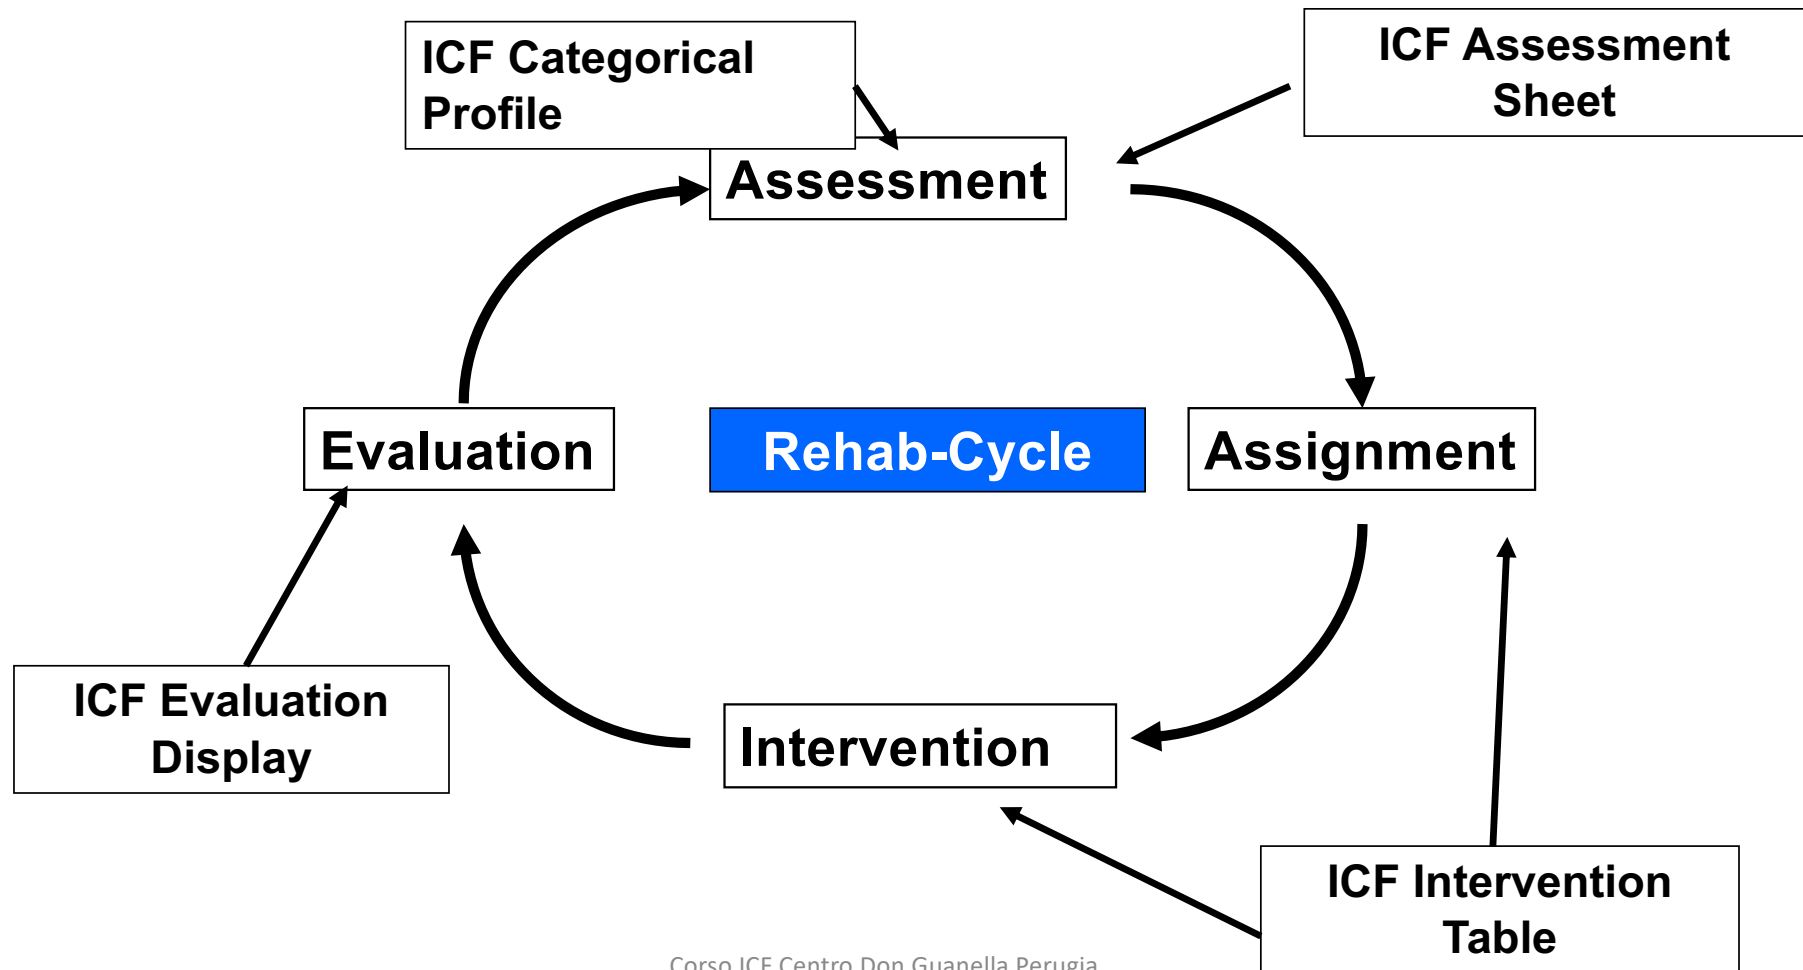 ICF Categorical
Profile
ICF Assessment
Sheet
Assessment
Evaluation
Rehab-Cycle
Assignment
ICF Evaluation
Display
Intervention
ICF Intervention
Table
Corso ICF Centro Don Guanella Perugia